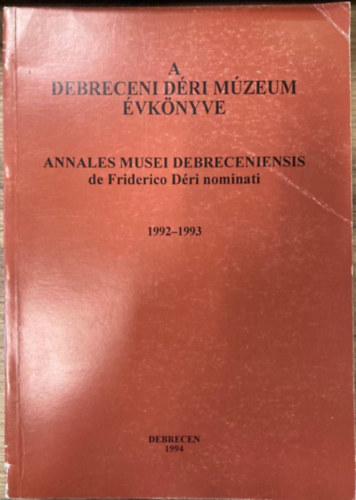 A
DEBRECENI DÉRI MÚZEUM
ÉVKÖNYVE
ANNALES MUSEI DEBRECENIENSIS
de Friderico Déri nominati
1992–1993
DEBRECEN
1994